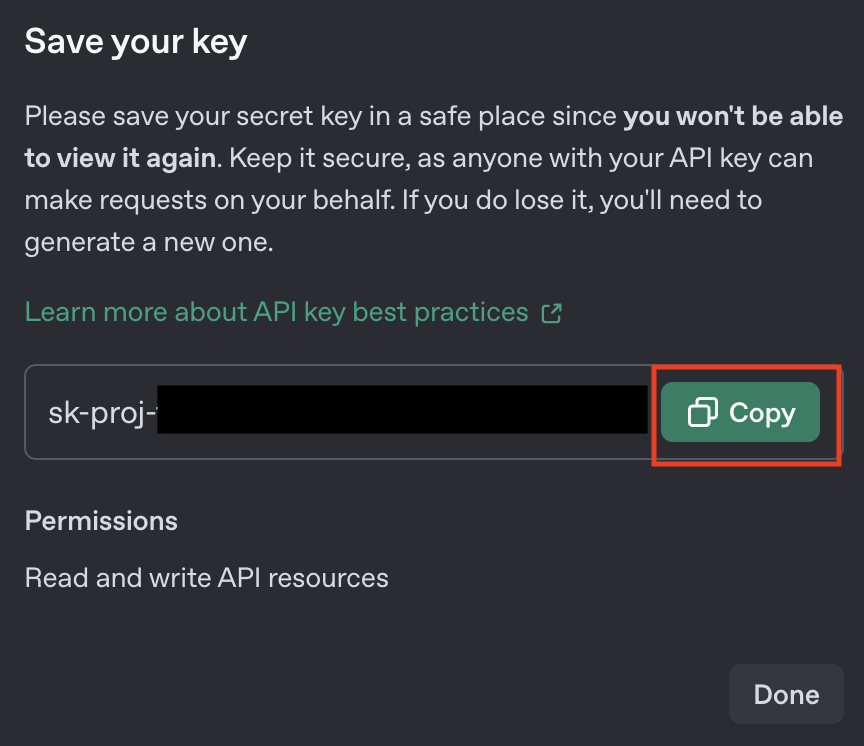 Save your key
Please save your secret key in a safe place since you won't be able
to view it again. Keep it secure, as anyone with your API key can
make requests on your behalf. If you do lose it, you'll need to
generate a new one.
Learn more about API key best practices
sk-proj-
Copy
Permissions
Read and write API resources
Done